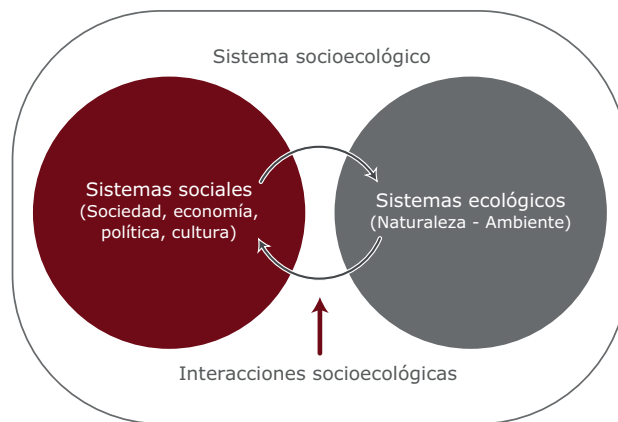 Sistema socioecológico
Sistemas sociales
(Sociedad, economía,
política, cultura)
Sistemas ecológicos
(Naturaleza - Ambiente)
Interacciones socioecológicas